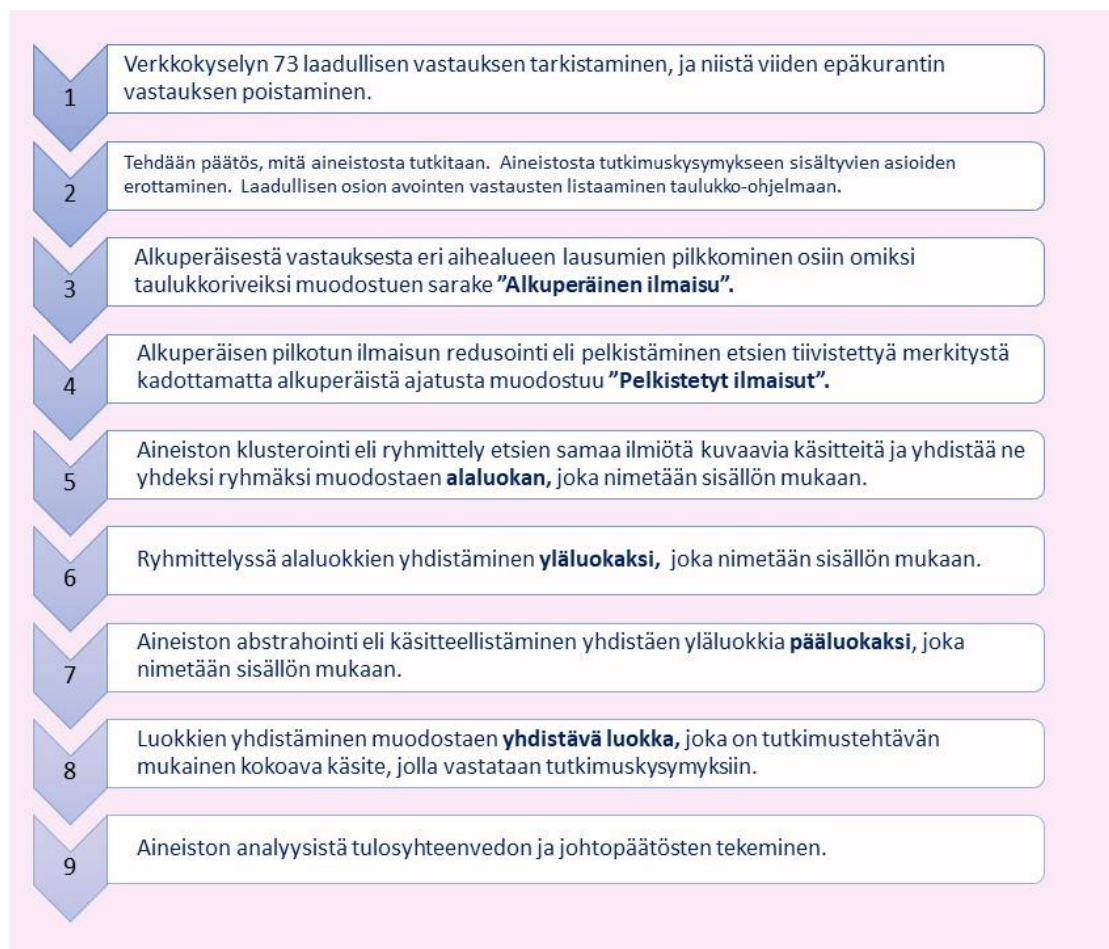 1
Verkkokyselyn 73 laadullisen vastauksen tarkistaminen, ja niistä viiden epäkurantin
vastauksen poistaminen.
2
Tehdään päätös, mitä aineistosta tutkitaan. Aineistosta tutkimuskysymykseen sisältyvien asioiden
erottaminen. Laadullisen osion avointen vastausten listaaminen taulukko-ohjelmaan.
3
Alkuperäisestä vastauksesta eri aihealueen lausumien pilkkominen osiin omiksi
taulukkoriveiksi muodostuen sarake ”Alkuperäinen ilmaisu”.
4
Alkuperäisen pilkotun ilmaisun redusointi eli pelkistäminen etsien tiivistettyä merkitystä
kadottamatta alkuperäistä ajatusta muodostuu ”Pelkistetyt ilmaisut”.
5
Aineiston klusterointi eli ryhmittely etsien samaa ilmiötä kuvaavia käsitteitä ja yhdistää ne
yhdeksi ryhmäksi muodostaen alaluokan, joka nimetään sisällön mukaan.
6
Ryhmittelyssä alaluokkien yhdistäminen yläluokaksi, joka nimetään sisällön mukaan.
7
Aineiston abstrahointi eli käsitteellistäminen yhdistäen yläluokkia pääluokaksi, joka
nimetään sisällön mukaan.
8
Luokkien yhdistäminen muodostaen yhdistävä luokka, joka on tutkimustehtävän
mukainen kokoava käsite, jolla vastataan tutkimuskysymyksiin.
9
Aineiston analyysistä tulosyhteenvedon ja johtopäätösten tekeminen.